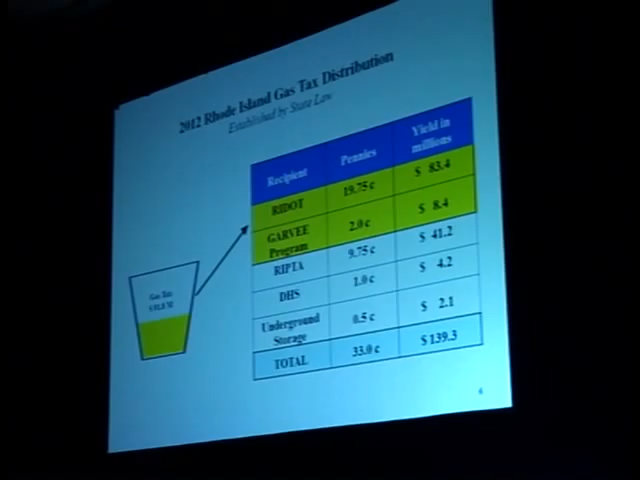 2012 Rhode Island Gas Tax Distribution
Established by State Law
Recipient Pennies Yield in millions
RIDOT 19.75 c $ 83.4
GARVEE Program 2.0 c $ 8.4
RIPTA 9.75 c $ 41.2
DHS 1.0 c $ 4.2
Underground Storage 0.5 c $ 2.1
TOTAL 33.0 c $ 139.3
Gas Tax